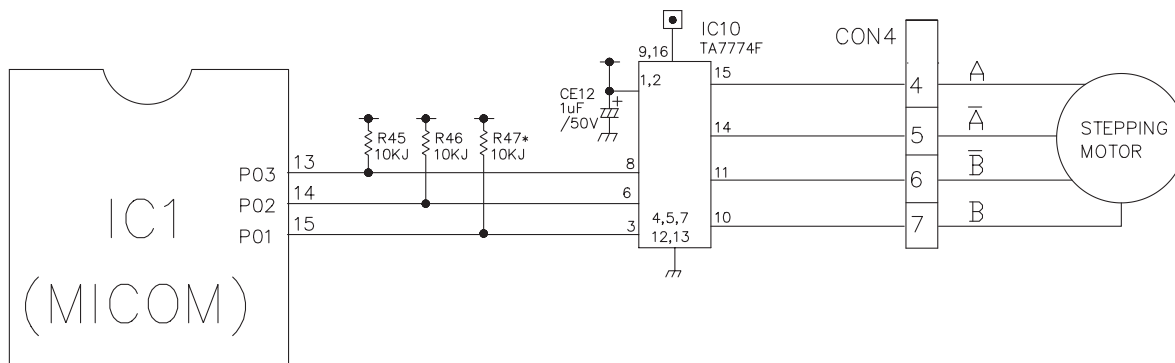 IC10
TA7774F
CON4
9,16
1,2
15
4
A
CE12
1uF
/50V
+
R45
10KJ
R46
10KJ
R47*
10KJ
14
5
A̅
STEPPING
MOTOR
P03
13
8
11
6
B̅
P02
14
6
IC1
P01
15
3
4,5,7
12,13
10
7
B
(MICOM)